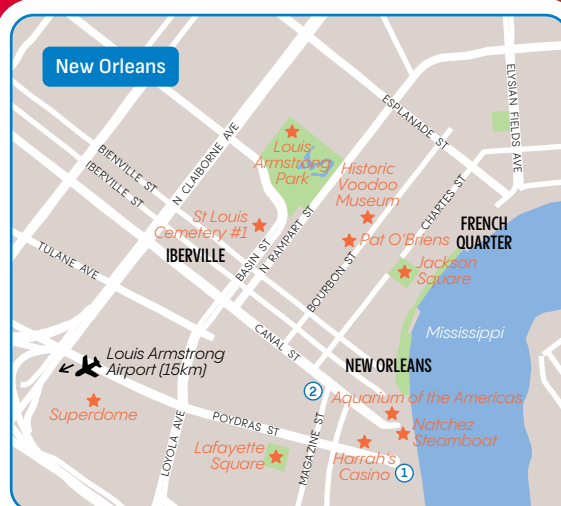 New Orleans
ELYSIAN FIELDS AVE
ESPLANADE ST
N CLAIBORNE AVE
Louis
Armstrong
Park
BIENVILLE ST
IBERVILLE ST
Historic
Voodoo
Museum
CHARTES ST
St Louis
Cemetery #1
N RAMPART ST
BASIN ST
FRENCH
QUARTER
TULANE AVE
IBERVILLE
Pat O'Briens
BOURBON ST
Jackson
Square
CANAL ST
Mississippi
Louis Armstrong
Airport (15km)
NEW ORLEANS
2
Aquarium of the Americas
Superdome
POYDRAS ST
Natchez
Steamboat
LOYOLA AVE
MAGAZINE ST
Lafayette
Square
Harrah's
Casino
1